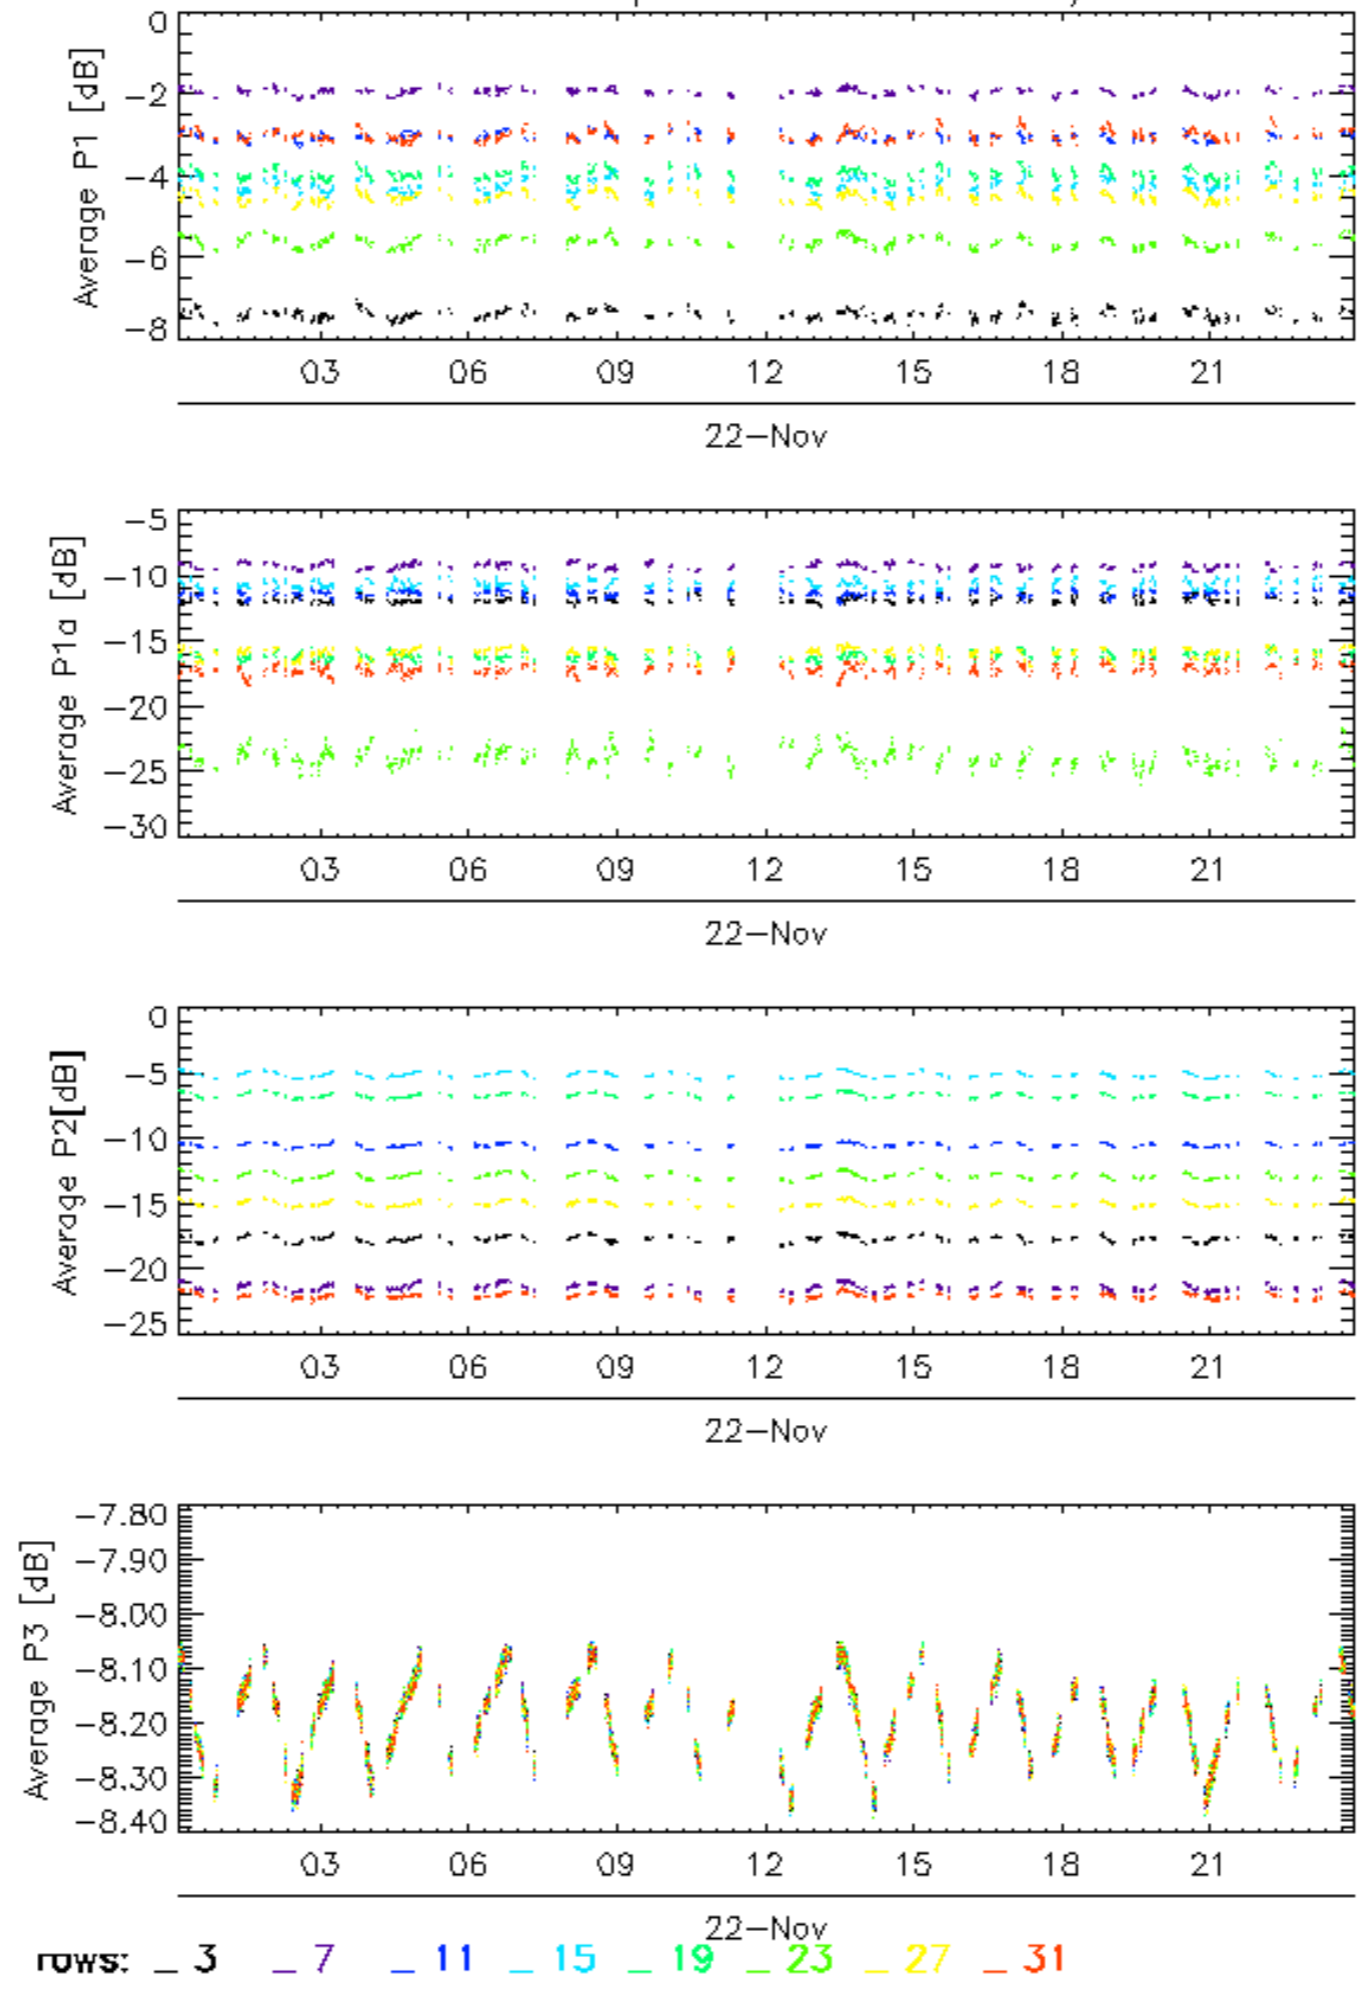 Average P1 [dB]
0
−2
−4
−6
−8
03 06 09 12 15 18 21
22−Nov
Average P1a [dB]
−5
−10
−15
−20
−25
−30
03 06 09 12 15 18 21
22−Nov
Average P2[dB]
0
−5
−10
−15
−20
−25
03 06 09 12 15 18 21
22−Nov
Average P3 [dB]
−7.80
−7.90
−8.00
−8.10
−8.20
−8.30
−8.40
03 06 09 12 15 18 21
22−Nov
rows: _ 3 _ 7 _ 11 _ 15 _ 19 _ 23 _ 27 _ 31